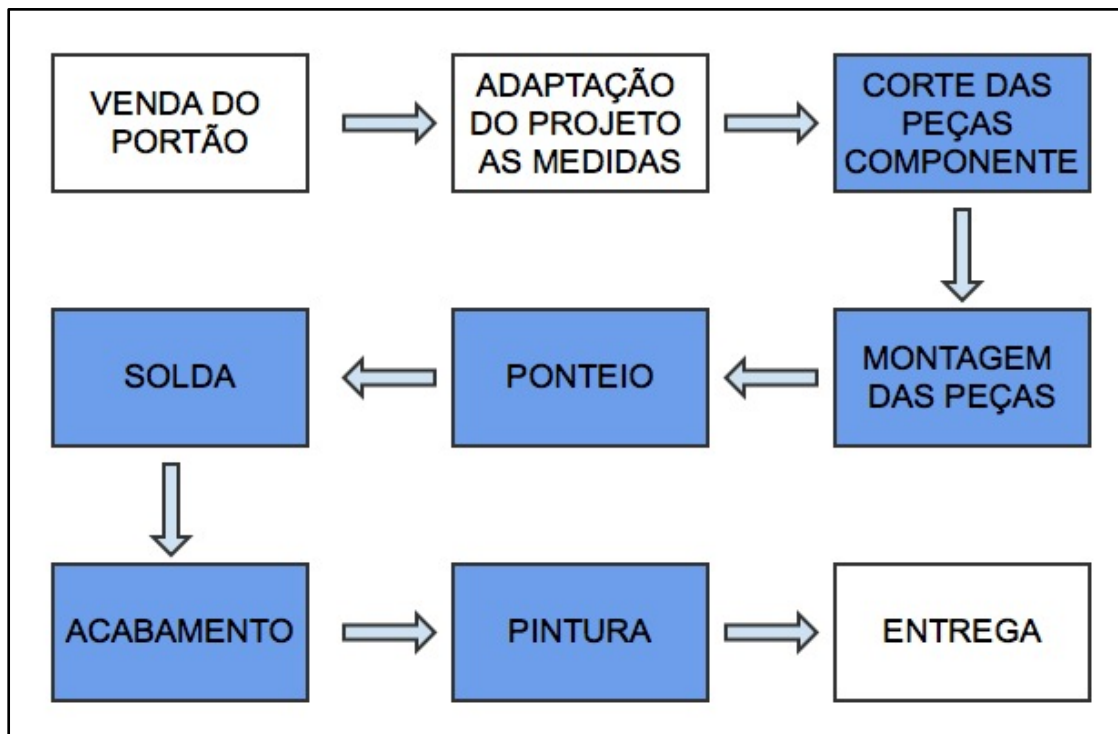 VENDA DO
PORTÃO
ADAPTAÇÃO
DO PROJETO
AS MEDIDAS
CORTE DAS
PEÇAS
COMPONENTE
SOLDA
PONTEIO
MONTAGEM
DAS PEÇAS
ACABAMENTO
PINTURA
ENTREGA